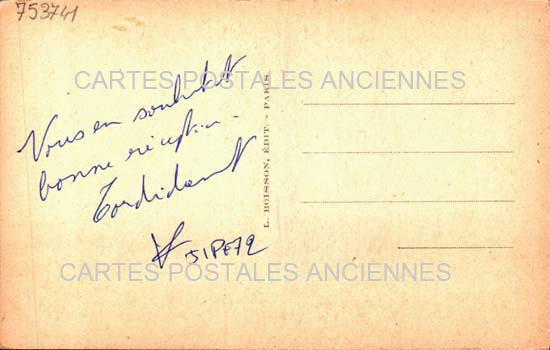 753741
CARTES POSTALES ANCIENNES
Vous en souhaitant
bonne réception.
Cordialement
L. BOISSON, ÉDIT. - PARIS
CARTES POSTALES ANCIENNES